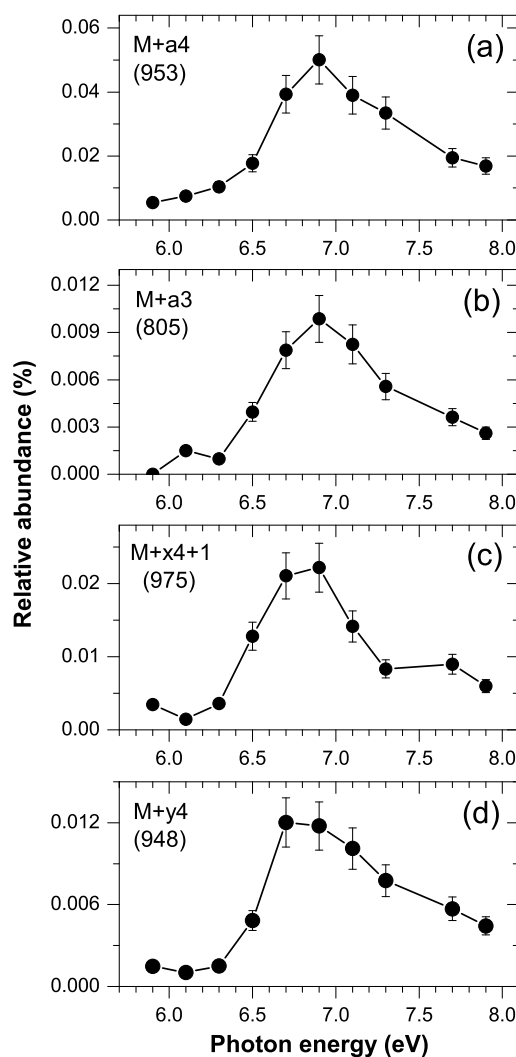 Relative abundance (%)
M+a4
(953)
(a)
0.06
0.04
0.02
0.00
6.0 6.5 7.0 7.5 8.0
M+a3
(805)
(b)
0.012
0.009
0.006
0.003
0.000
6.0 6.5 7.0 7.5 8.0
M+x4+1
(975)
(c)
0.02
0.01
0.00
6.0 6.5 7.0 7.5 8.0
M+y4
(948)
(d)
0.012
0.006
0.000
6.0 6.5 7.0 7.5 8.0
Photon energy (eV)